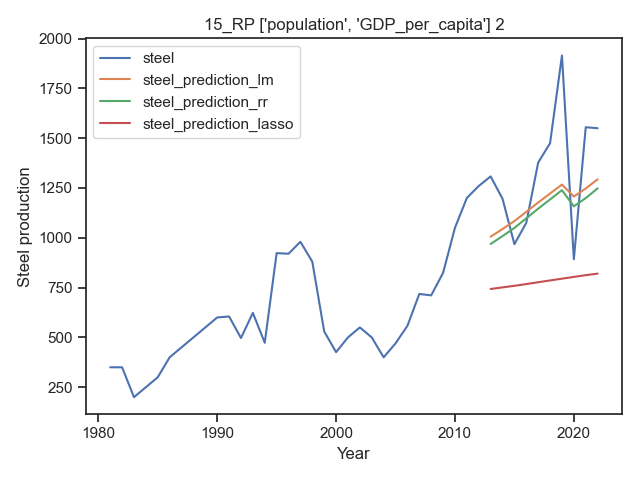 15_RP ['population', 'GDP_per_capita'] 2
steel
steel_prediction_lm
steel_prediction_rr
steel_prediction_lasso
Steel production
2000
1750
1500
1250
1000
750
500
250
1980
1990
2000
2010
2020
Year